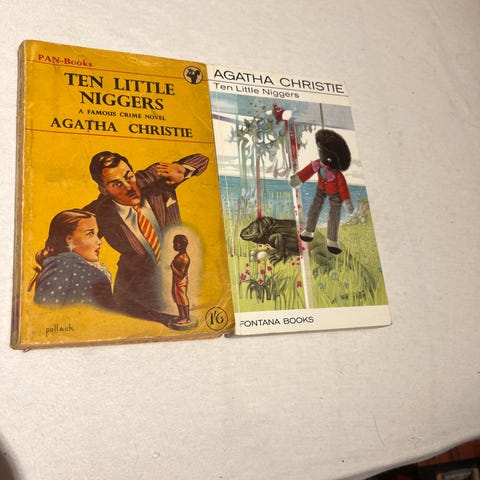 PAN-Books
TEN LITTLE
NIGGERS
A FAMOUS CRIME NOVEL
AGATHA CHRISTIE
pollack
1/6
AGATHA CHRISTIE
Ten Little Niggers
FONTANA BOOKS